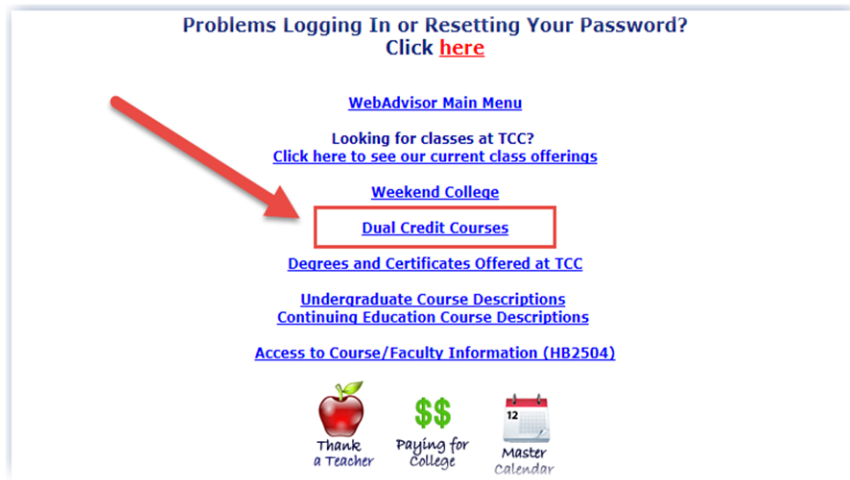 Problems Logging In or Resetting Your Password?
Click here
WebAdvisor Main Menu
Looking for classes at TCC?
Click here to see our current class offerings
Weekend College
Dual Credit Courses
Degrees and Certificates Offered at TCC
Undergraduate Course Descriptions
Continuing Education Course Descriptions
Access to Course/Faculty Information (HB2504)
$$
12
Thank
a Teacher
Paying for
College
Master
Calendar